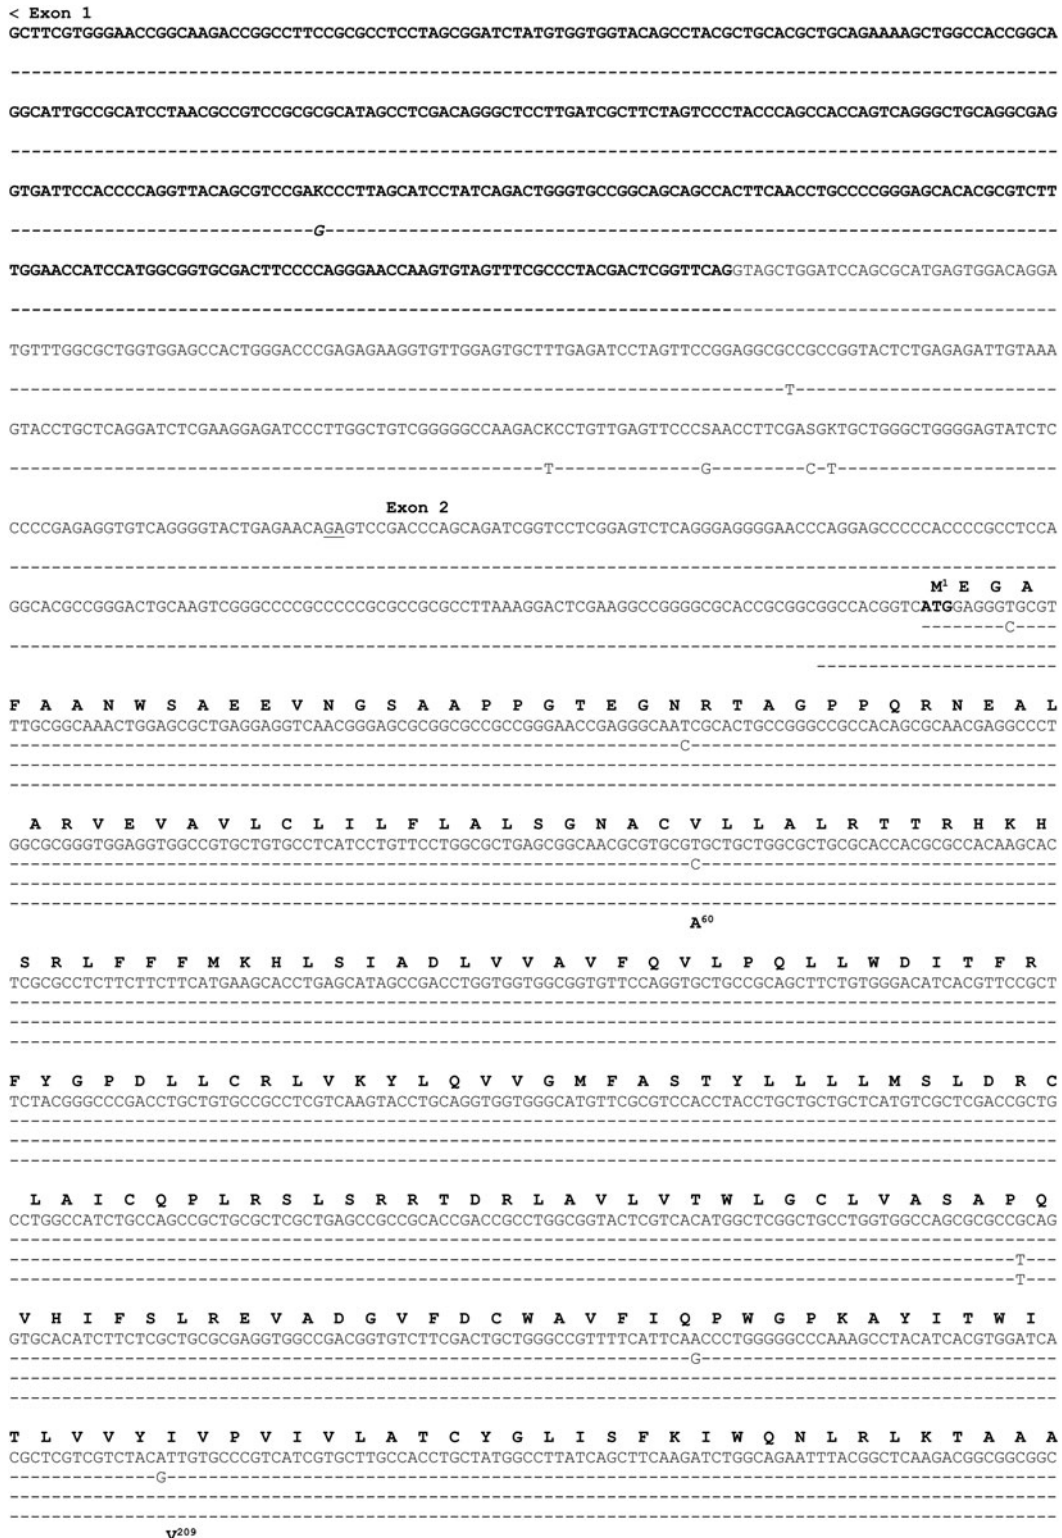 < Exon 1
GCTTCGTGGGAACCGGCAAGACCGGCCTTCCGCGCCTCCTAGCGGATCTATGTGGTGGTACAGCCTACGCTGCACGCTGCAGAAAAGCTGGCCACCGGCA
----------------------------------------------------------------------------------------------------
GGCATTGCCGCATCCTAACGCCGTCCGCGCGCATAGCCTCGACAGGGCTCCTTGATCGCTTCTAGTCCCTACCCAGCCACCAGTCAGGGCTGCAGGCGAG
----------------------------------------------------------------------------------------------------
GTGATTCCACCCCAGGTTACAGCGTCCGAKCCCTTAGCATCCTATCAGACTGGGTGCCGGCAGCAGCCACTTCAACCTGCCCCGGGAGCACACGCGTCTT
-----------------------------G----------------------------------------------------------------------
TGGAACCATCCATGGCGGTGCGACTTCCCCAGGGAACCAAGTGTAGTTTCGCCCTACGACTCGGTTCAGGTAGCTGGATCCAGCGCATGAGTGGACAGGA
----------------------------------------------------------------------------------------------------
TGTTTGGCGCTGGTGGAGCCACTGGGACCCGAGAGAAGGTGTTGGAGTGCTTTGAGATCCTAGTTCCGGAGGCGCCGCCGGTACTCTGAGAGATTGTAAA
--------------------------------------------------------------------------T-------------------------
GTACCTGCTCAGGATCTCGAAGGAGATCCCTTGGCTGTCGGGGGCCAAGACKCCTGTTGAGTTCCCSAACCTTCGASGKTGCTGGGCTGGGGAGTATCTC
---------------------------------------------------T--------------G---------C-T---------------------
Exon 2
CCCCGAGAGGTGTCAGGGGTACTGAGAACAGAGTCCGACCCAGCAGATCGGTCCTCGGAGTCTCAGGGAGGGGAACCCAGGAGCCCCCACCCCGCCTCCA
----------------------------------------------------------------------------------------------------
M¹ E G A
GGCACGCCGGGACTGCAAGTCGGGCCCCGCCCCCGCGCCGCGCCTTAAAGGACTCGAAGGCCGGGGCGCACCGCGGCGGCCACGGTCATGGAGGGTGCGT
--------C----
----------------------------------------------------------------------------------------------------
-----------------------
F A A N W S A E E V N G S A A P P G T E G N R T A G P P Q R N E A L
TTGCGGCAAACTGGAGCGCTGAGGAGGTCAACGGGAGCGCGGCGCCGCCGGGAACCGAGGGCAATCGCACTGCCGGGCCGCCACAGCGCAACGAGGCCCT
----------------------------------------------------------------C-----------------------------------
----------------------------------------------------------------------------------------------------
----------------------------------------------------------------------------------------------------
A R V E V A V L C L I L F L A L S G N A C V L L A L R T T R H K H
GGCGCGGGTGGAGGTGGCCGTGCTGTGCCTCATCCTGTTCCTGGCGCTGAGCGGCAACGCGTGCGTGCTGCTGGCGCTGCGCACCACGCGCCACAAGCAC
-----------------------------------------------------------------C----------------------------------
----------------------------------------------------------------------------------------------------
----------------------------------------------------------------------------------------------------
A⁶⁰
S R L F F F M K H L S I A D L V V A V F Q V L P Q L L W D I T F R
TCGCGCCTCTTCTTCTTCATGAAGCACCTGAGCATAGCCGACCTGGTGGTGGCGGTGTTCCAGGTGCTGCCGCAGCTTCTGTGGGACATCACGTTCCGCT
----------------------------------------------------------------------------------------------------
----------------------------------------------------------------------------------------------------
----------------------------------------------------------------------------------------------------
F Y G P D L L C R L V K Y L Q V V G M F A S T Y L L L L M S L D R C
TCTACGGGCCCGACCTGCTGTGCCGCCTCGTCAAGTACCTGCAGGTGGTGGGCATGTTCGCGTCCACCTACCTGCTGCTGCTCATGTCGCTCGACCGCTG
----------------------------------------------------------------------------------------------------
----------------------------------------------------------------------------------------------------
----------------------------------------------------------------------------------------------------
L A I C Q P L R S L S R R T D R L A V L V T W L G C L V A S A P Q
CCTGGCCATCTGCCAGCCGCTGCGCTCGCTGAGCCGCCGCACCGACCGCCTGGCGGTACTCGTCACATGGCTCGGCTGCCTGGTGGCCAGCGCGCCGCAG
----------------------------------------------------------------------------------------------------
------------------------------------------------------------------------------------------------T---
------------------------------------------------------------------------------------------------T---
V H I F S L R E V A D G V F D C W A V F I Q P W G P K A Y I T W I
GTGCACATCTTCTCGCTGCGCGAGGTGGCCGACGGTGTCTTCGACTGCTGGGCCGTTTTCATTCAACCCTGGGGGCCCAAAGCCTACATCACGTGGATCA
-----------------------------------------------------------------G----------------------------------
----------------------------------------------------------------------------------------------------
----------------------------------------------------------------------------------------------------
T L V V Y I V P V I V L A T C Y G L I S F K I W Q N L R L K T A A A
CGCTCGTCGTCTACATTGTGCCCGTCATCGTGCTTGCCACCTGCTATGGCCTTATCAGCTTCAAGATCTGGCAGAATTTACGGCTCAAGACGGCGGCGGC
--------------G-------------------------------------------------------------------------------------
----------------------------------------------------------------------------------------------------
----------------------------------------------------------------------------------------------------
V²⁰⁹